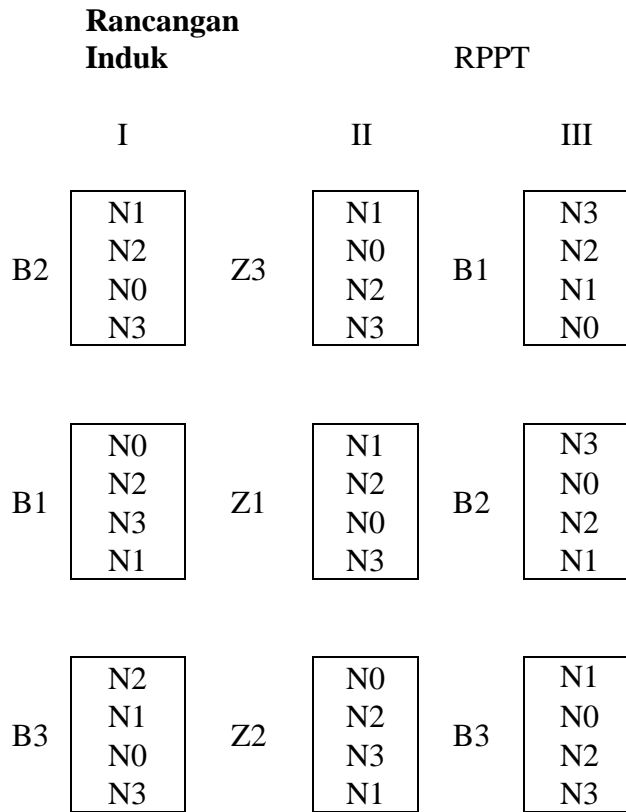 Rancangan
Induk RPPT
I II III
N1 N1 N3
N2 N0 N2
B2 Z3 B1
N0 N2 N1
N3 N3 N0
N0 N1 N3
N2 N2 N0
B1 Z1 B2
N3 N0 N2
N1 N3 N1
N2 N0 N1
N1 N2 N0
B3 Z2 B3
N0 N3 N2
N3 N1 N3